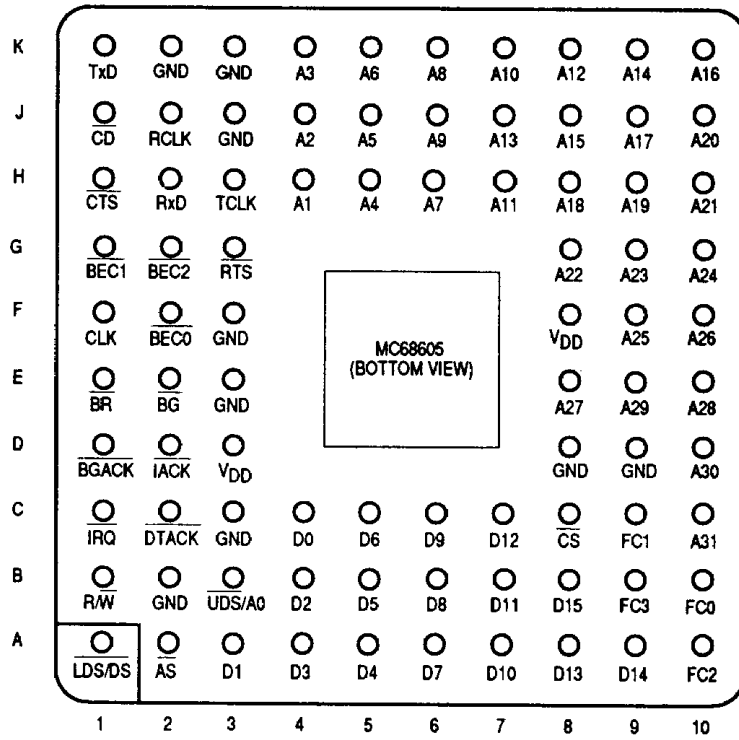 K
TxD GND GND A3 A6 A8 A10 A12 A14 A16
J
CD RCLK GND A2 A5 A9 A13 A15 A17 A20
H
CTS RxD TCLK A1 A4 A7 A11 A18 A19 A21
G
BEC1 BEC2 RTS A22 A23 A24
F
CLK BEC0 GND VDD A25 A26
MC68605
(BOTTOM VIEW)
E
BR BG GND A27 A29 A28
D
BGACK IACK VDD GND GND A30
C
IRQ DTACK GND D0 D6 D9 D12 CS FC1 A31
B
R/W GND UDS/A0 D2 D5 D8 D11 D15 FC3 FC0
A
LDS/DS AS D1 D3 D4 D7 D10 D13 D14 FC2
1 2 3 4 5 6 7 8 9 10